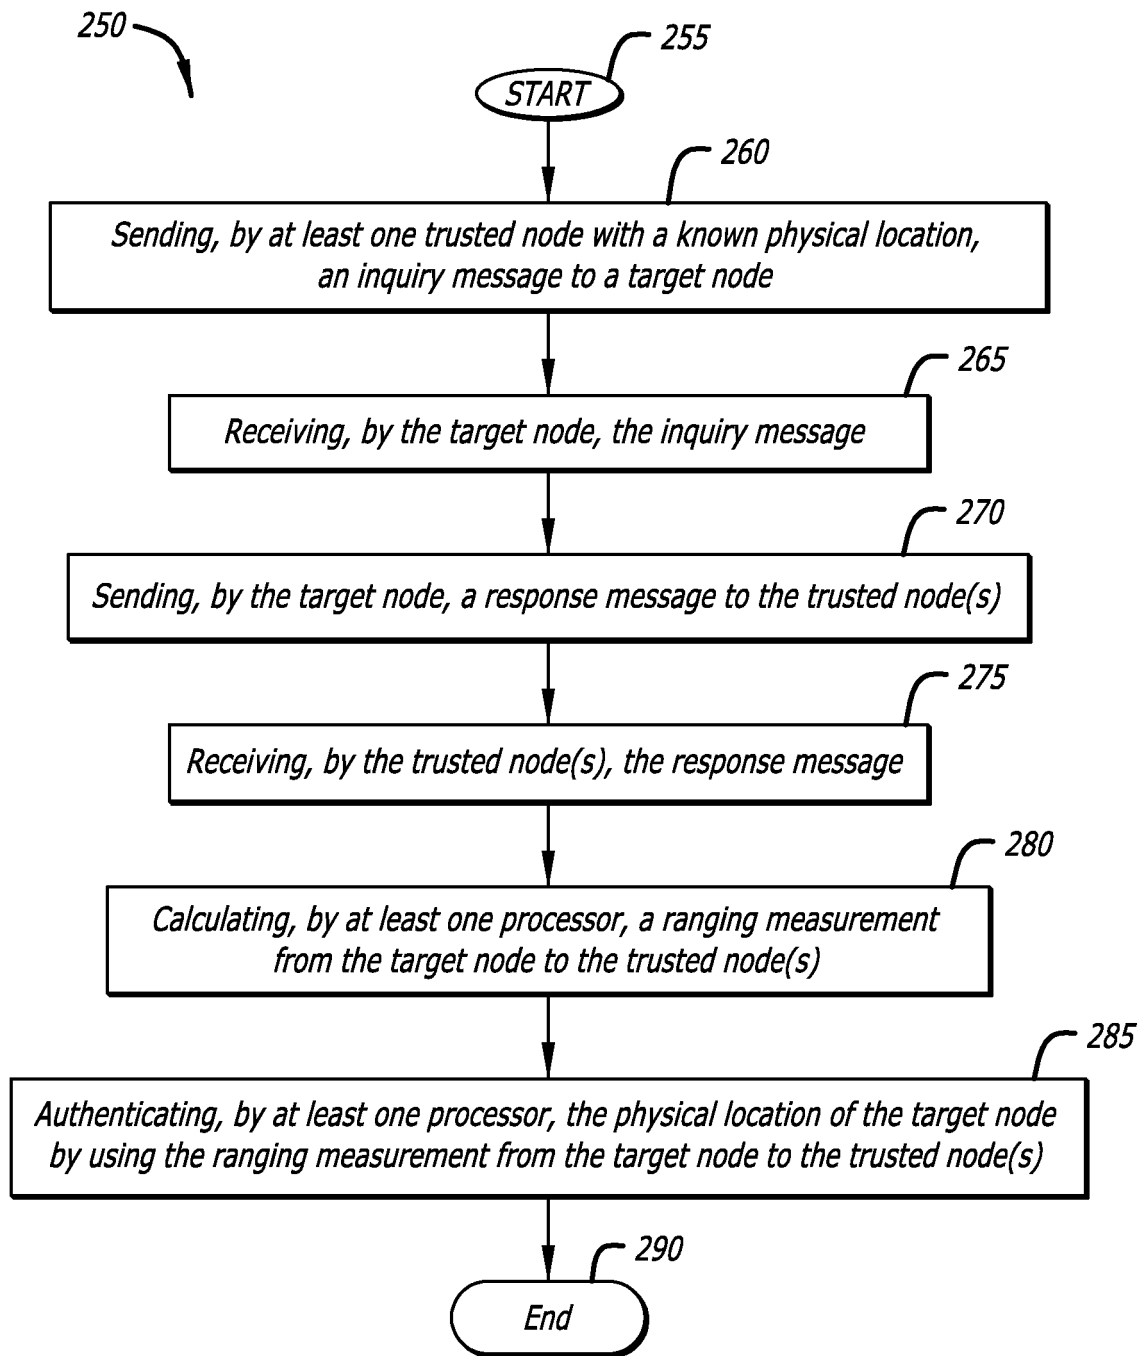 250
255
START
260
Sending, by at least one trusted node with a known physical location,
an inquiry message to a target node
265
Receiving, by the target node, the inquiry message
270
Sending, by the target node, a response message to the trusted node(s)
275
Receiving, by the trusted node(s), the response message
280
Calculating, by at least one processor, a ranging measurement
from the target node to the trusted node(s)
285
Authenticating, by at least one processor, the physical location of the target node
by using the ranging measurement from the target node to the trusted node(s)
290
End